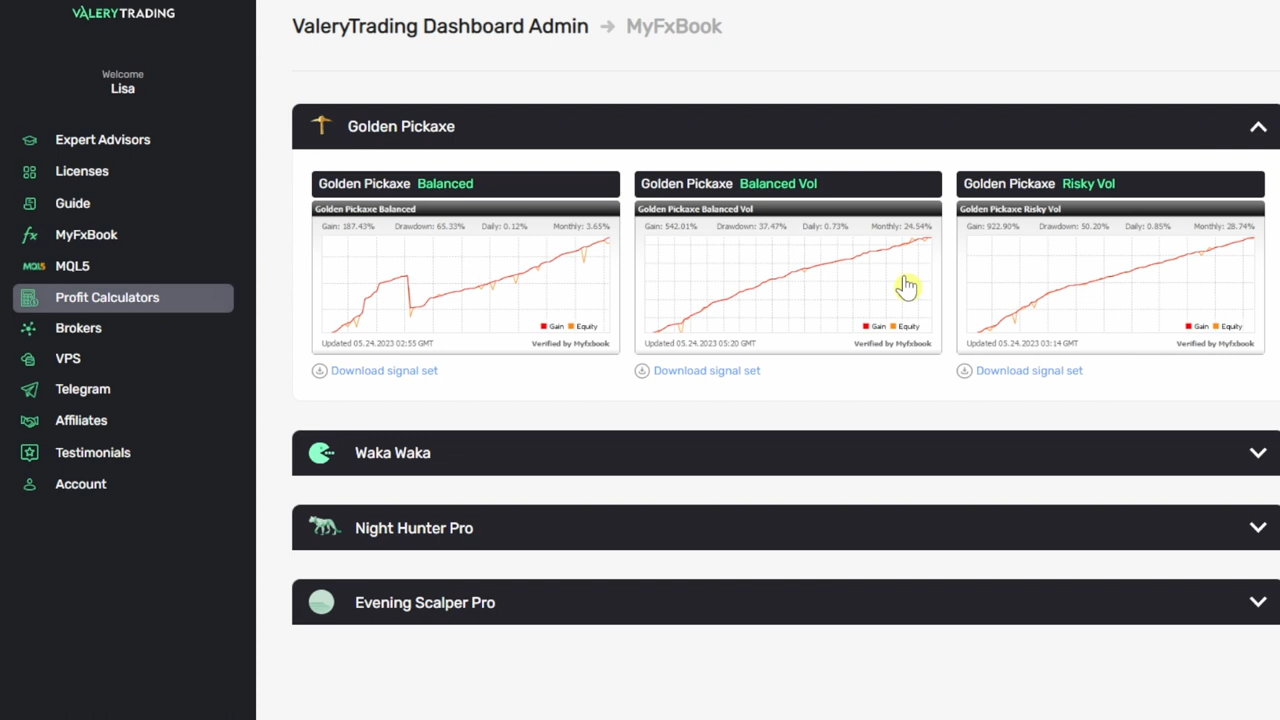 VALERYTRADING
Welcome
Lisa
Expert Advisors
Licenses
Guide
fx MyFxBook
MQL5 MQL5
Profit Calculators
Brokers
VPS
Telegram
Affiliates
Testimonials
Account
ValeryTrading Dashboard Admin → MyFxBook
Golden Pickaxe
Golden Pickaxe Balanced
Golden Pickaxe Balanced
Gain: 187.43% Drawdown: 65.33% Daily: 0.12% Monthly: 3.65%
Gain Equity
Updated 05.24.2023 02:55 GMT Verified by Myfxbook
Download signal set
Golden Pickaxe Balanced Vol
Golden Pickaxe Balanced Vol
Gain: 542.01% Drawdown: 37.47% Daily: 0.73% Monthly: 24.54%
Gain Equity
Updated 05.24.2023 05:20 GMT Verified by Myfxbook
Download signal set
Golden Pickaxe Risky Vol
Golden Pickaxe Risky Vol
Gain: 922.90% Drawdown: 50.20% Daily: 0.85% Monthly: 28.74%
Gain Equity
Updated 05.24.2023 03:14 GMT Verified by Myfxbook
Download signal set
Waka Waka
Night Hunter Pro
Evening Scalper Pro